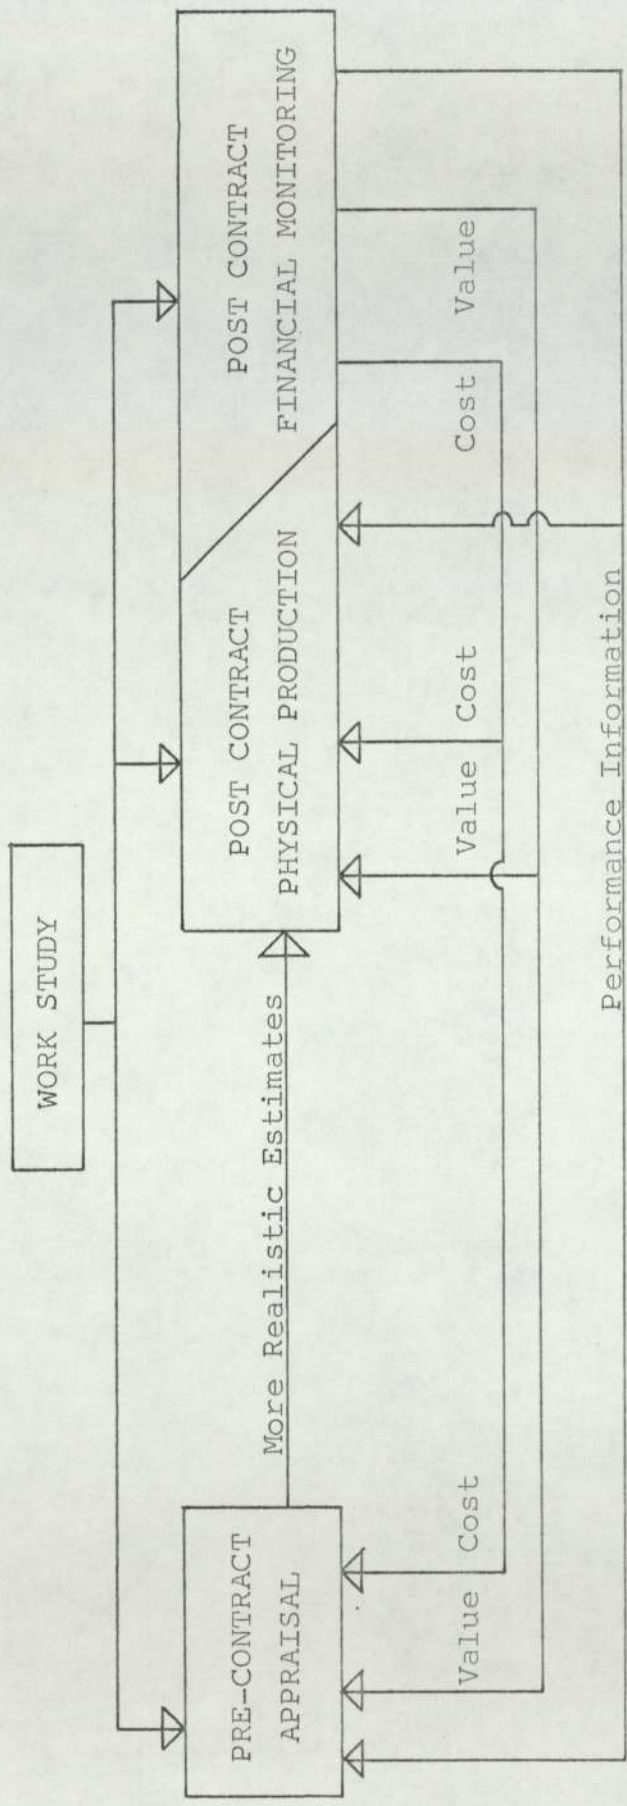 WORK STUDY
PRE-CONTRACT
APPRAISAL
More Realistic Estimates
POST CONTRACT
PHYSICAL PRODUCTION
POST CONTRACT
FINANCIAL MONITORING
Value
Cost
Value
Cost
Cost
Value
Performance Information